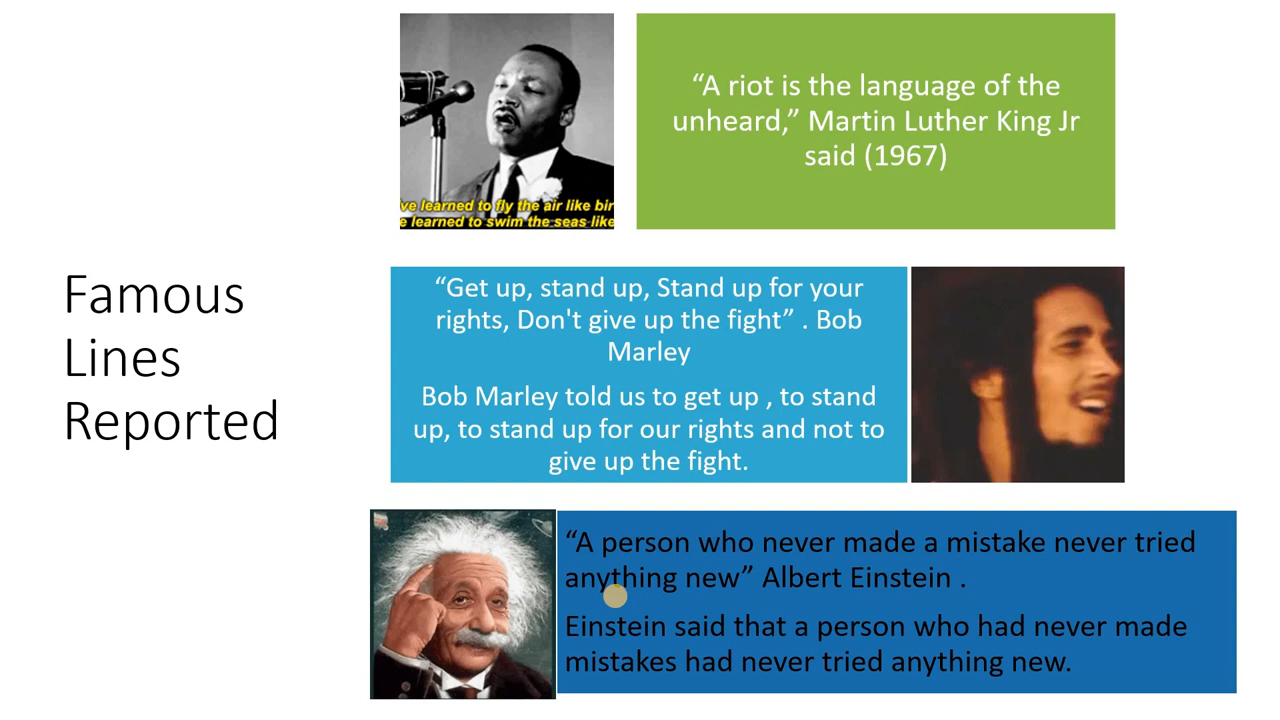 ve learned to fly the air like bir
e learned to swim the seas like
“A riot is the language of the
unheard,” Martin Luther King Jr
said (1967)
Famous
Lines
Reported
“Get up, stand up, Stand up for your
rights, Don't give up the fight” . Bob
Marley
Bob Marley told us to get up , to stand
up, to stand up for our rights and not to
give up the fight.
“A person who never made a mistake never tried
anything new” Albert Einstein .
Einstein said that a person who had never made
mistakes had never tried anything new.